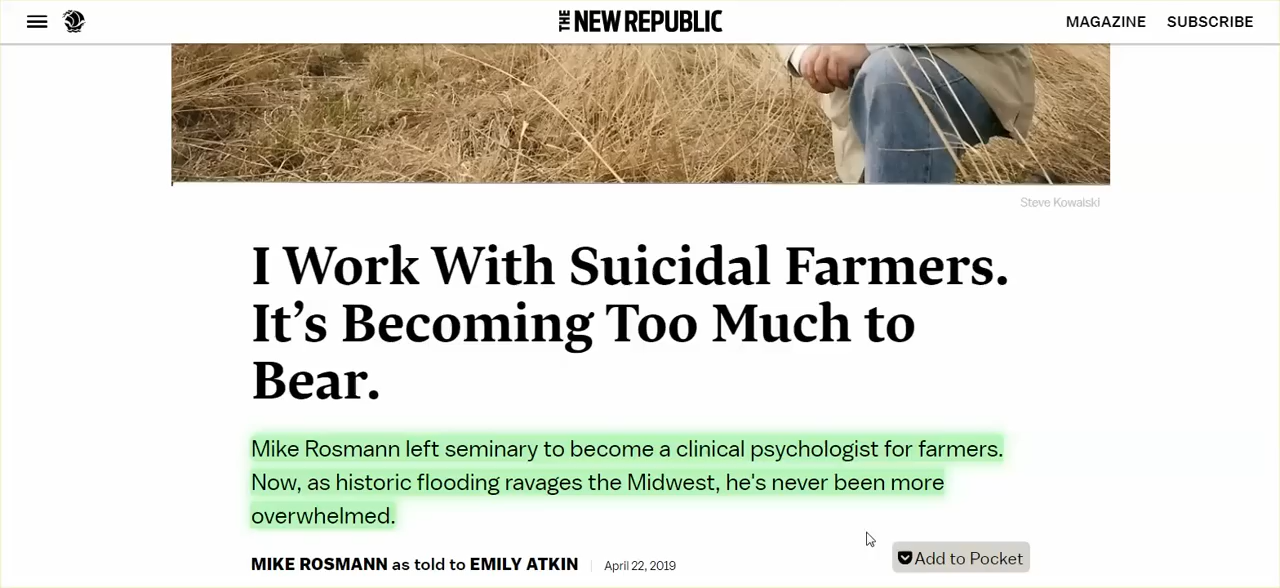 THE NEW REPUBLIC
MAGAZINE SUBSCRIBE
Steve Kowalski
I Work With Suicidal Farmers.
It’s Becoming Too Much to
Bear.
Mike Rosmann left seminary to become a clinical psychologist for farmers.
Now, as historic flooding ravages the Midwest, he's never been more
overwhelmed.
MIKE ROSMANN as told to EMILY ATKIN April 22, 2019
Add to Pocket